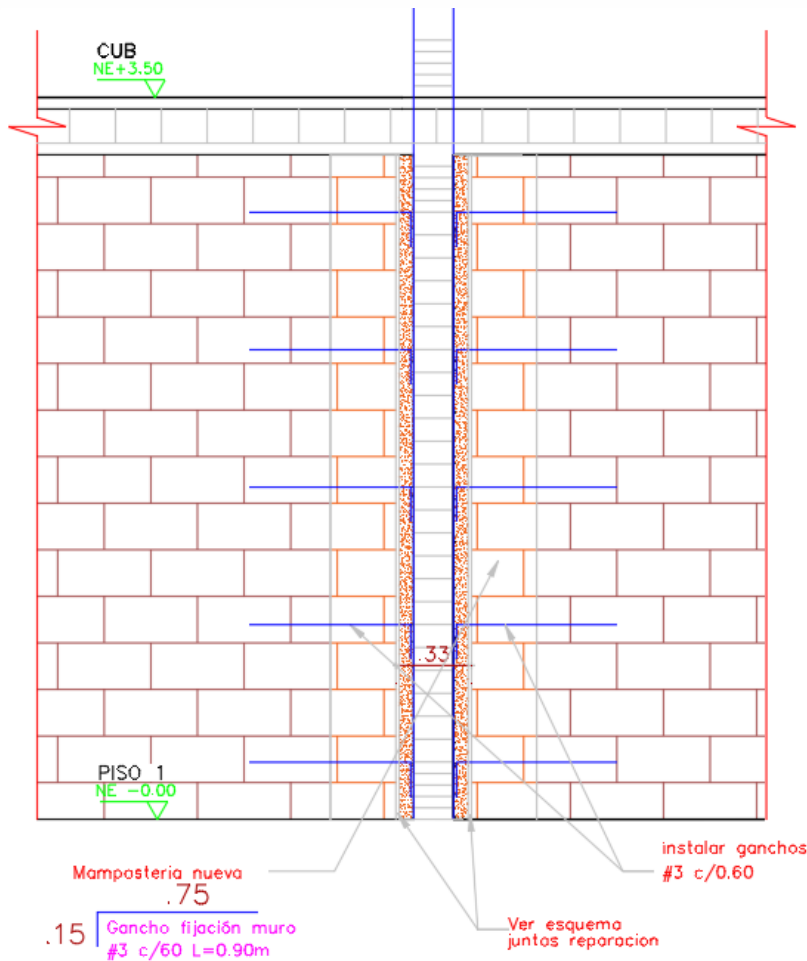 CUB
NE+3.50
.33
PISO 1
NE -0.00
Mamposteria nueva
.75
.15
Gancho fijación muro
#3 c/60 L=0.90m
Ver esquema
juntas reparacion
instalar ganchos
#3 c/0.60